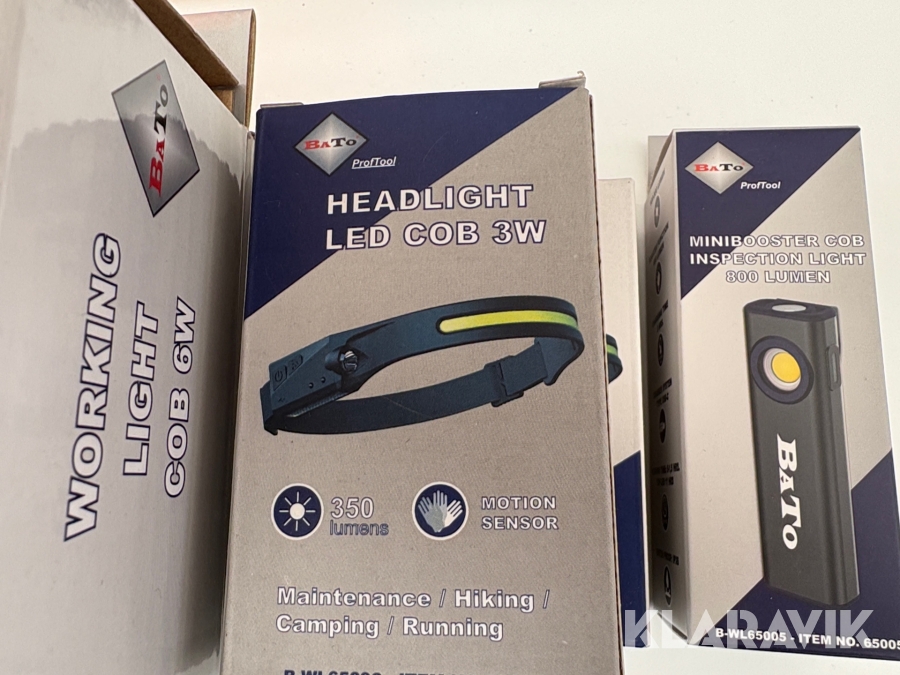 BATO
WORKING
LIGHT
COB 6W
BATO
ProfTool
HEADLIGHT
LED COB 3W
350
lumens
MOTION
SENSOR
Maintenance / Hiking /
Camping / Running
BATO
ProfTool
MINIBOOSTER COB
INSPECTION LIGHT
800 LUMEN
BATO
B-WL65005 - ITEM NO. 65005
KLARAVIK